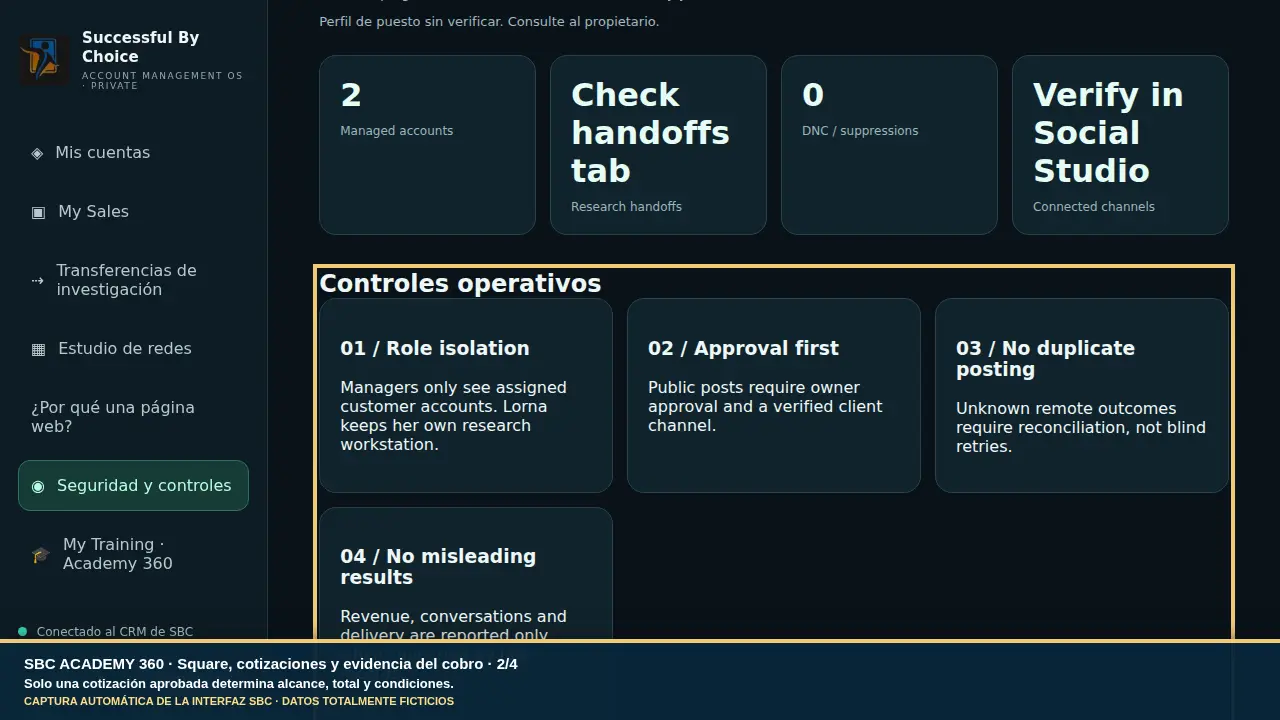 Successful By
Choice
ACCOUNT MANAGEMENT OS
· PRIVATE
Mis cuentas
My Sales
Transferencias de
investigación
Estudio de redes
¿Por qué una página
web?
Seguridad y controles
My Training ·
Academy 360
Conectado al CRM de SBC
Perfil de puesto sin verificar. Consulte al propietario.
2
Managed accounts
Check
handoffs
tab
Research handoffs
0
DNC / suppressions
Verify in
Social
Studio
Connected channels
Controles operativos
01 / Role isolation
Managers only see assigned
customer accounts. Lorna
keeps her own research
workstation.
02 / Approval first
Public posts require owner
approval and a verified client
channel.
03 / No duplicate
posting
Unknown remote outcomes
require reconciliation, not blind
retries.
04 / No misleading
results
Revenue, conversations and
delivery are reported only
SBC ACADEMY 360 · Square, cotizaciones y evidencia del cobro · 2/4
Solo una cotización aprobada determina alcance, total y condiciones.
CAPTURA AUTOMÁTICA DE LA INTERFAZ SBC · DATOS TOTALMENTE FICTICIOS